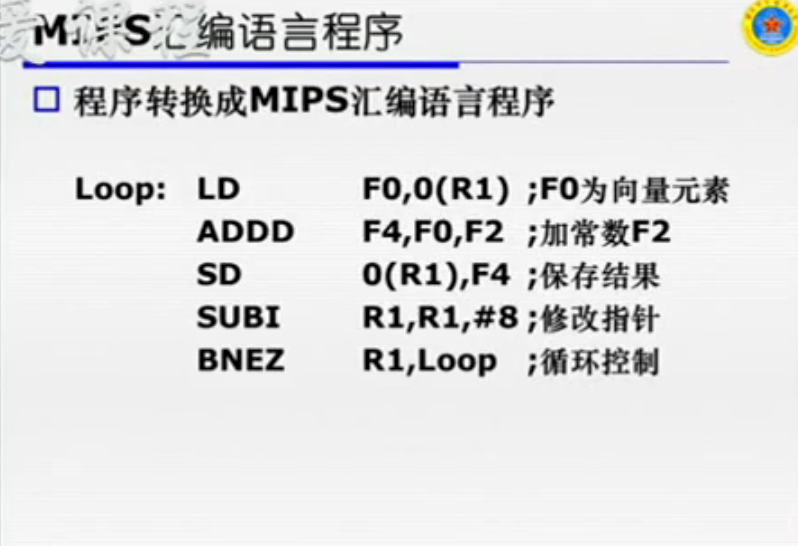 MIPS汇编语言程序
程序转换成MIPS汇编语言程序
Loop: LD F0,0(R1) ;F0为向量元素
ADDD F4,F0,F2 ;加常数F2
SD 0(R1),F4 ;保存结果
SUBI R1,R1,#8 ;修改指针
BNEZ R1,Loop ;循环控制